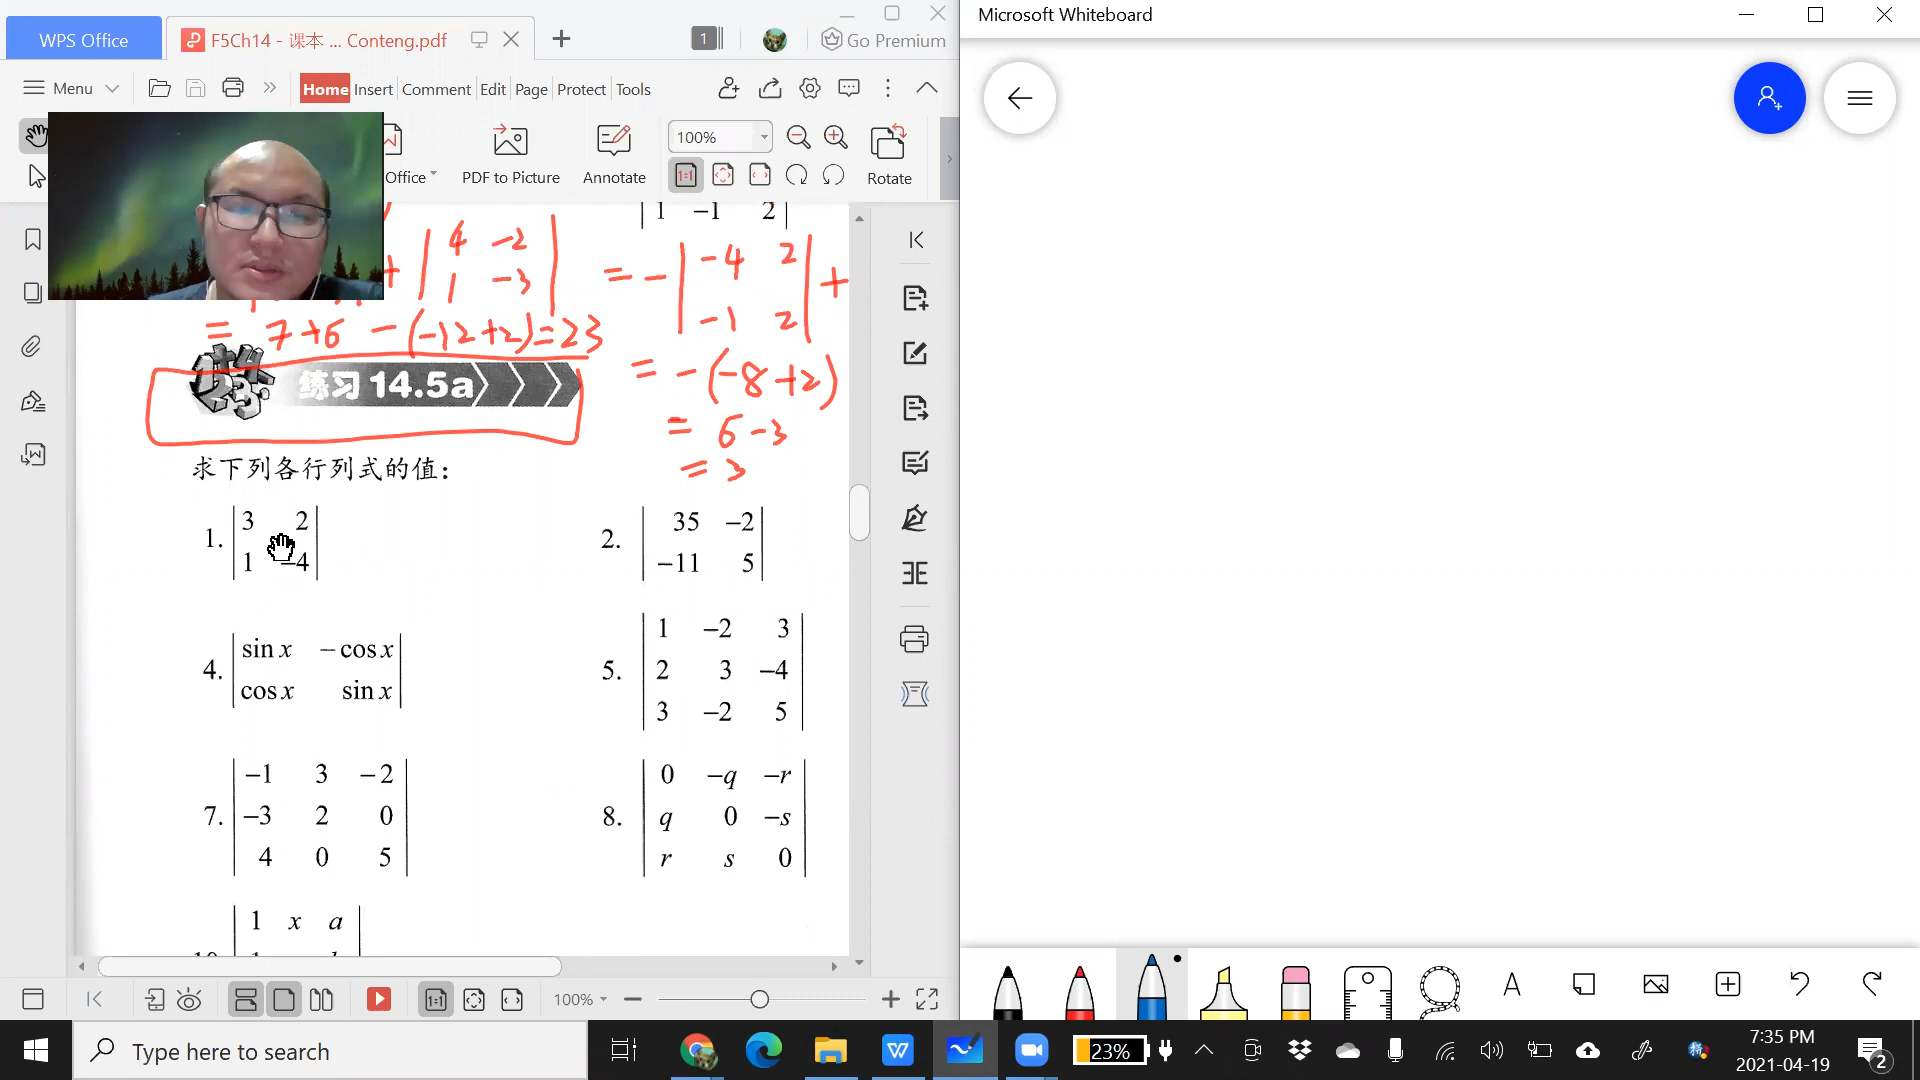 WPS Office
F5Ch14 - 课本 ... Conteng.pdf
1
Go Premium
Microsoft Whiteboard
Menu
Home Insert Comment Edit Page Protect Tools
Office
PDF to Picture
Annotate
100%
Rotate
1 −1 2
+ | 4 −2 |
| 1 −3 |
= 7+6 − (−12+2) = 23
= − | −4 2 | +
| −1 2 |
= − (−8+2)
= 6 − 3
= 3
练习 14.5a
求下列各行列式的值：
1. | 3 2 |
| 1 −4 |
2. | 35 −2 |
| −11 5 |
4. | sin x − cos x |
| cos x sin x |
5. | 1 −2 3 |
| 2 3 −4 |
| 3 −2 5 |
7. | −1 3 −2 |
| −3 2 0 |
| 4 0 5 |
8. | 0 −q −r |
| q 0 −s |
| r s 0 |
| 1 x a |
100%
Type here to search
23%
7:35 PM
2021-04-19
2